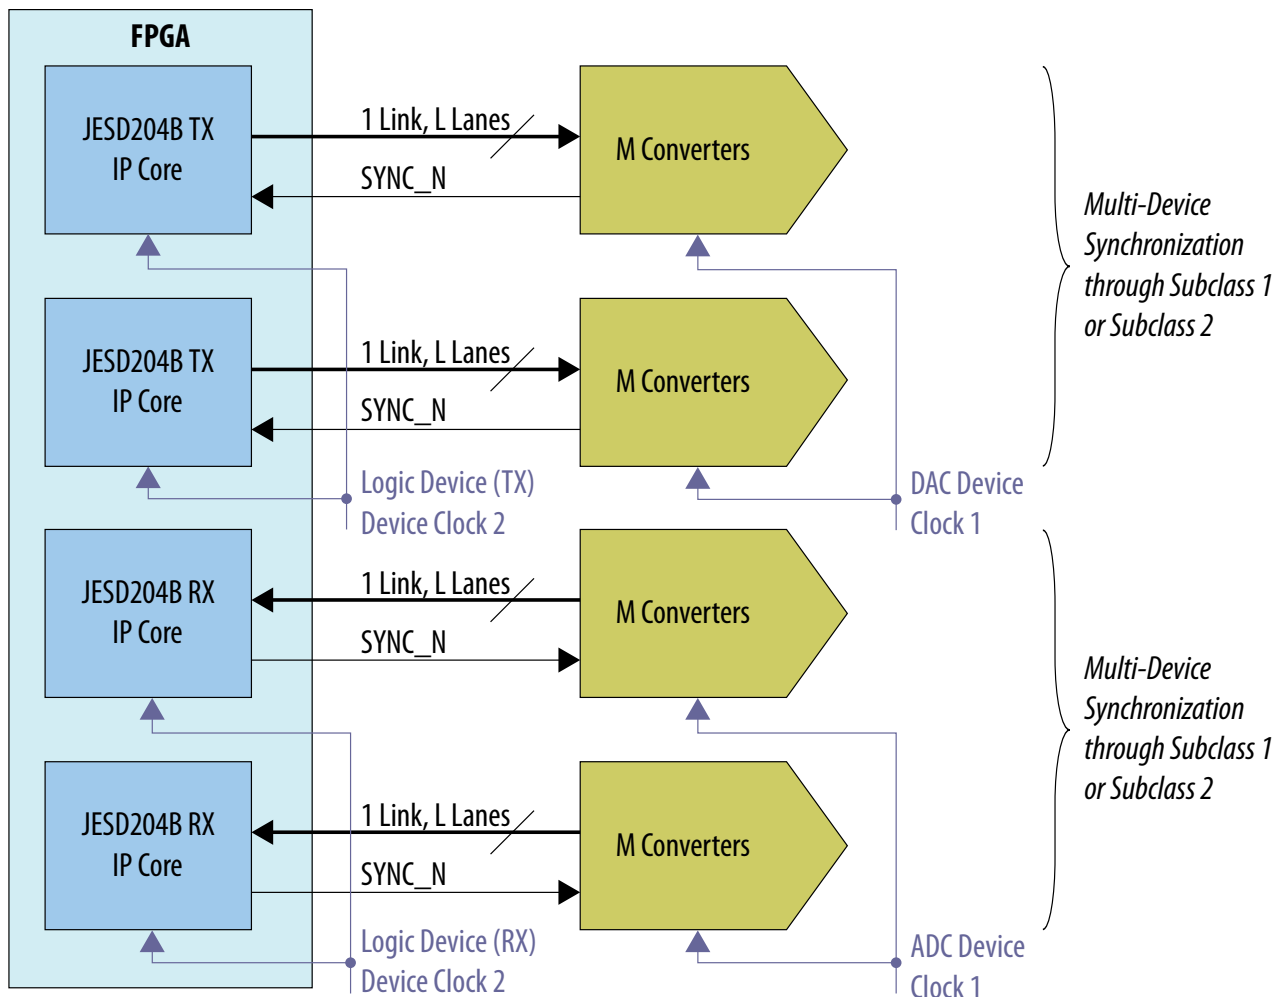 FPGA
JESD204B TX
IP Core
1 Link, L Lanes
SYNC_N
M Converters
Multi-Device
Synchronization
through Subclass 1
or Subclass 2
JESD204B TX
IP Core
1 Link, L Lanes
SYNC_N
M Converters
Logic Device (TX)
Device Clock 2
DAC Device
Clock 1
JESD204B RX
IP Core
1 Link, L Lanes
SYNC_N
M Converters
Multi-Device
Synchronization
through Subclass 1
or Subclass 2
JESD204B RX
IP Core
1 Link, L Lanes
SYNC_N
M Converters
Logic Device (RX)
Device Clock 2
ADC Device
Clock 1